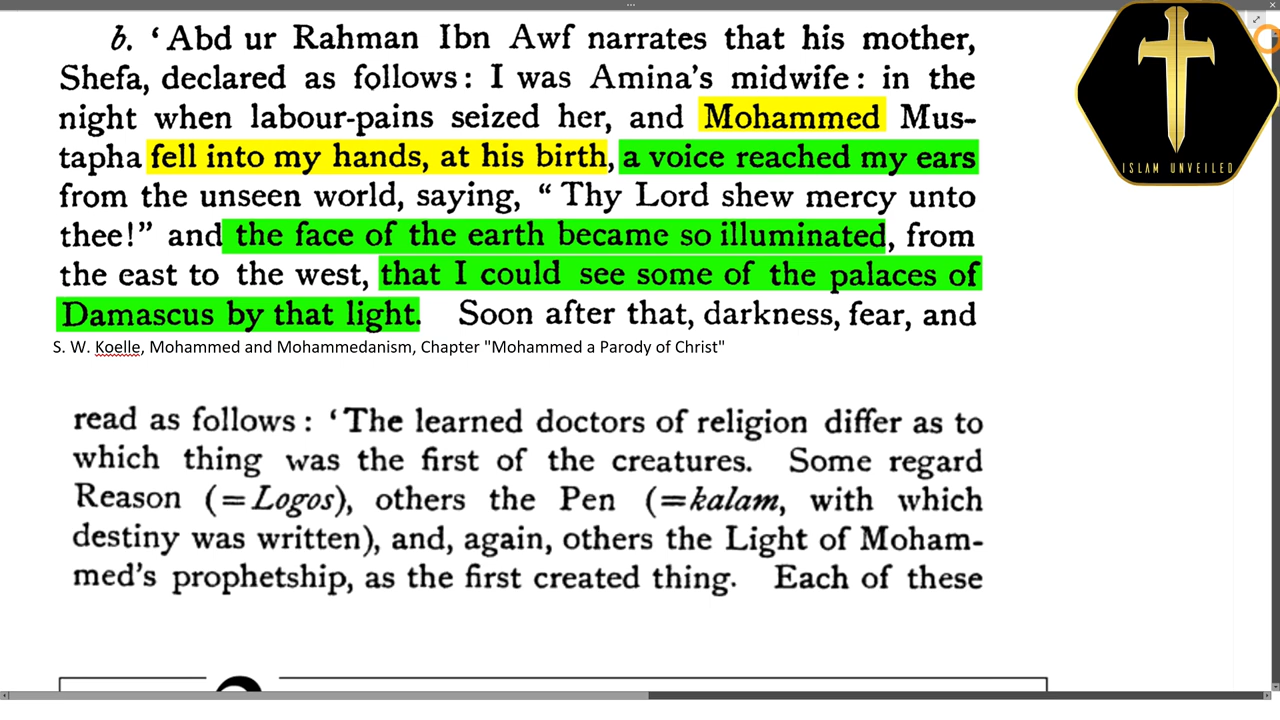 b. ‘Abd ur Rahman Ibn Awf narrates that his mother,
Shefa, declared as follows: I was Amina’s midwife: in the
night when labour-pains seized her, and Mohammed Mus-
tapha fell into my hands, at his birth, a voice reached my ears
from the unseen world, saying, “Thy Lord shew mercy unto
thee!” and the face of the earth became so illuminated, from
the east to the west, that I could see some of the palaces of
Damascus by that light. Soon after that, darkness, fear, and
S. W. Koelle, Mohammed and Mohammedanism, Chapter "Mohammed a Parody of Christ"
read as follows: ‘The learned doctors of religion differ as to
which thing was the first of the creatures. Some regard
Reason (=Logos), others the Pen (=kalam, with which
destiny was written), and, again, others the Light of Moham-
med’s prophetship, as the first created thing. Each of these
ISLAM UNVEILED